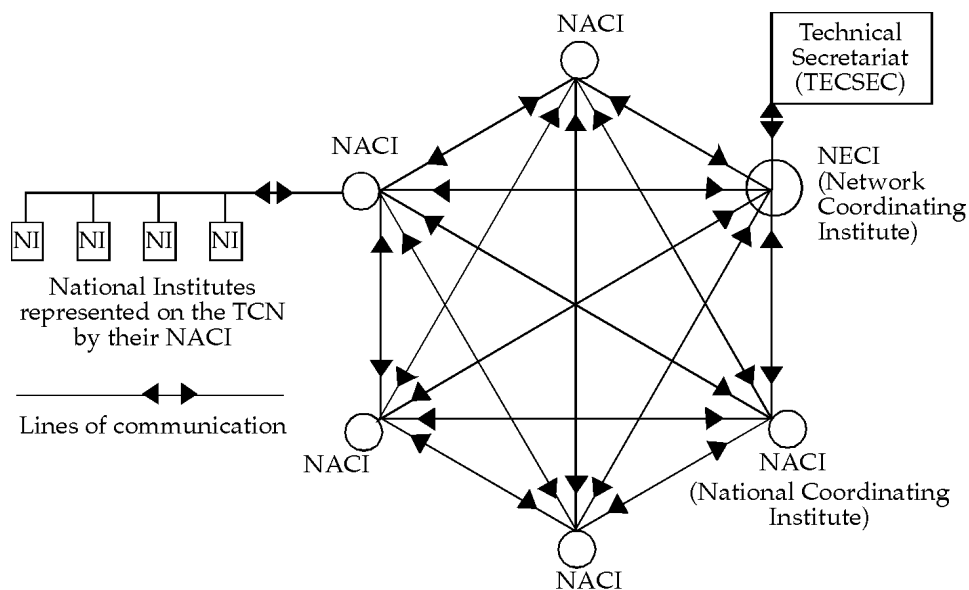 NACI
Technical
Secretariat
(TECSEC)
NACI
NECI
(Network
Coordinating
Institute)
NI NI NI NI
National Institutes
represented on the TCN
by their NACI
Lines of communication
NACI
NACI
(National Coordinating
Institute)
NACI